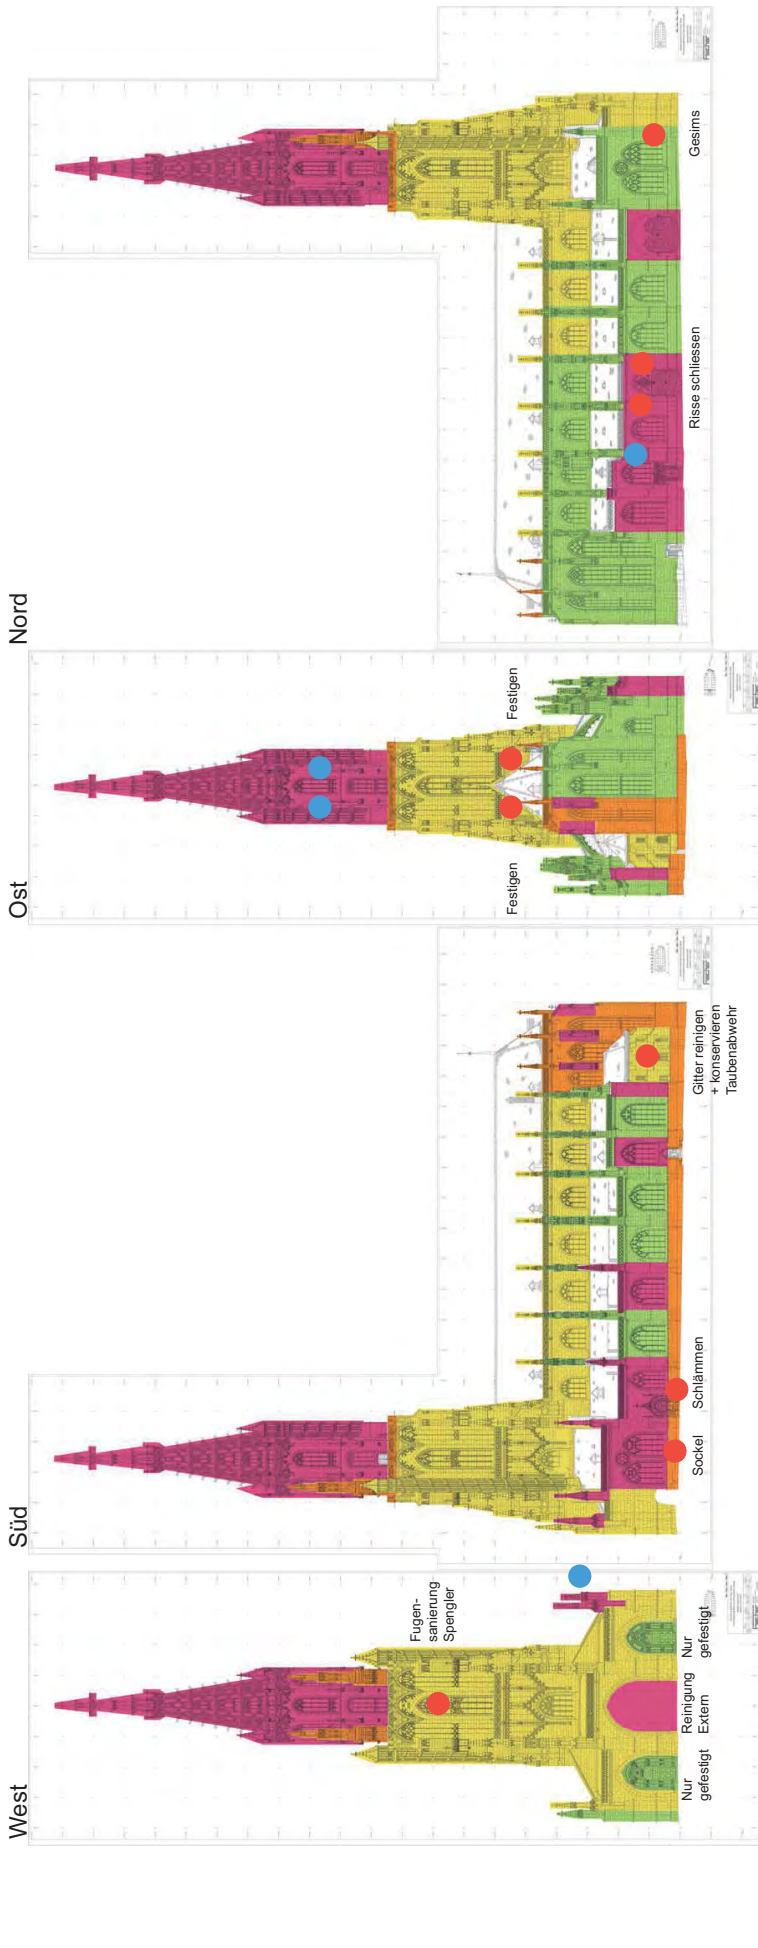 West
Süd
Ost
Nord
Fugen-
sanierung
Spengler
Nur
gefestigt
Reinigung
Extern
Nur
gefestigt
Sockel
Schlämmen
Gitter reinigen
+ konservieren
Taubenabwehr
Festigen
Festigen
Risse schliessen
Gesims